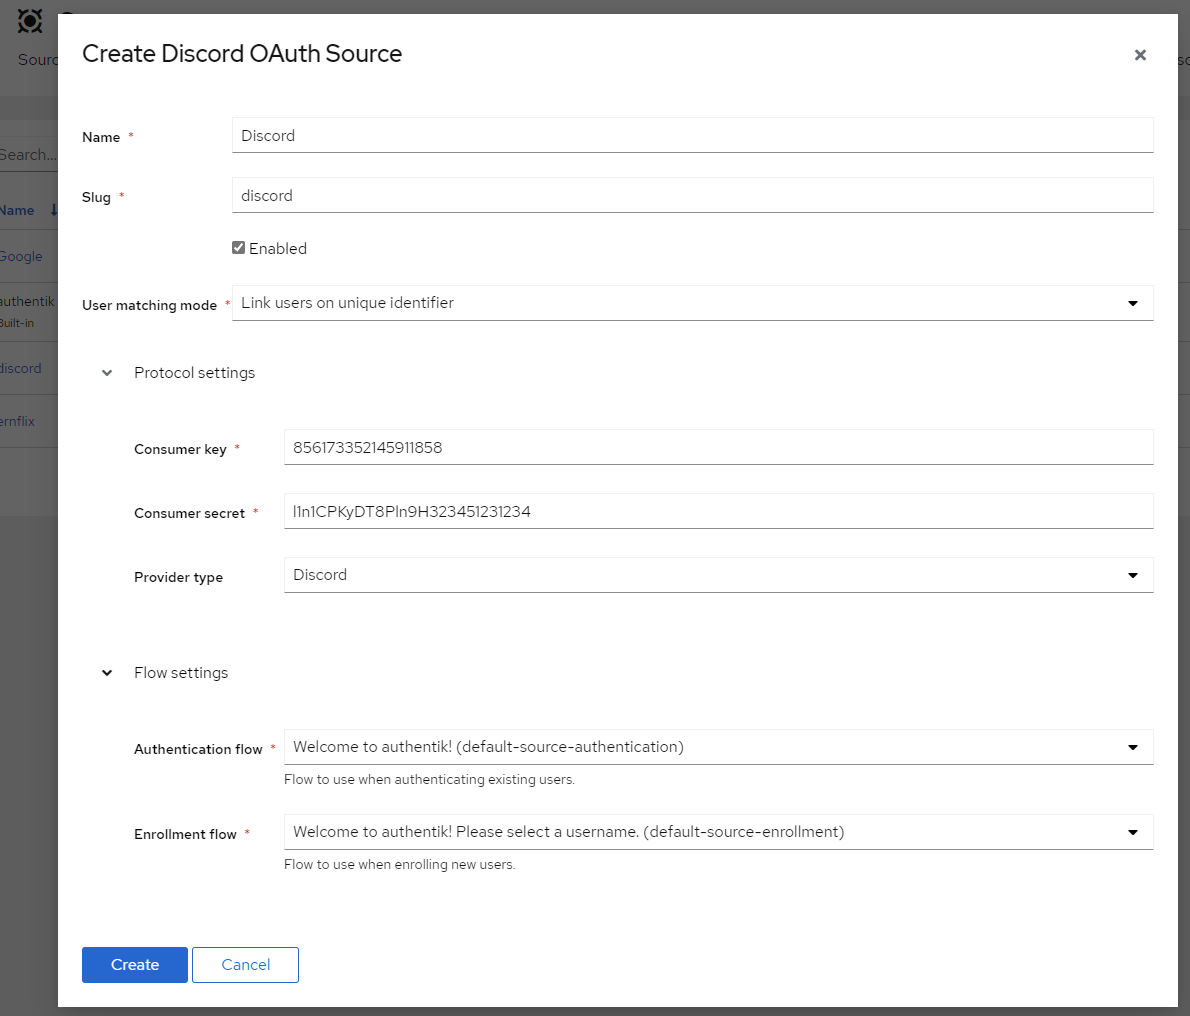 Create Discord OAuth Source
Sourc
Search...
Name
Google
authentik
Built-in
discord
ernflix
Name *
Discord
Slug *
discord
Enabled
User matching mode *
Link users on unique identifier
Protocol settings
Consumer key *
856173352145911858
Consumer secret *
l1n1CPKyDT8Pln9H323451231234
Provider type
Discord
Flow settings
Authentication flow *
Welcome to authentik! (default-source-authentication)
Flow to use when authenticating existing users.
Enrollment flow *
Welcome to authentik! Please select a username. (default-source-enrollment)
Flow to use when enrolling new users.
Create
Cancel